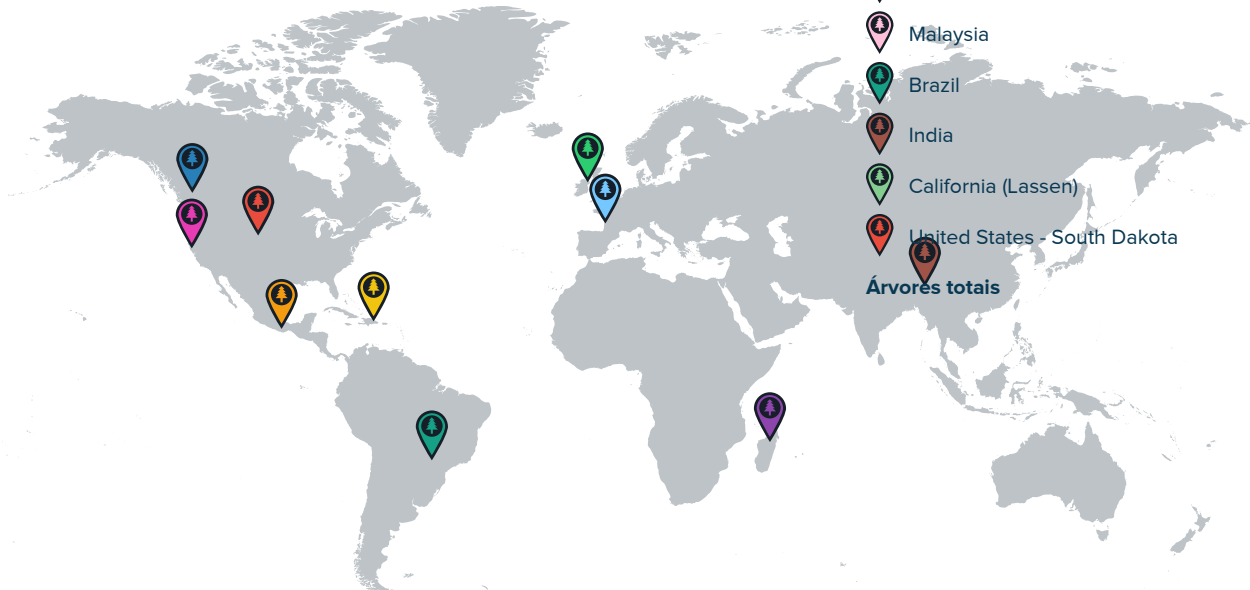 Malaysia
Brazil
India
California (Lassen)
United States - South Dakota
Árvores totais